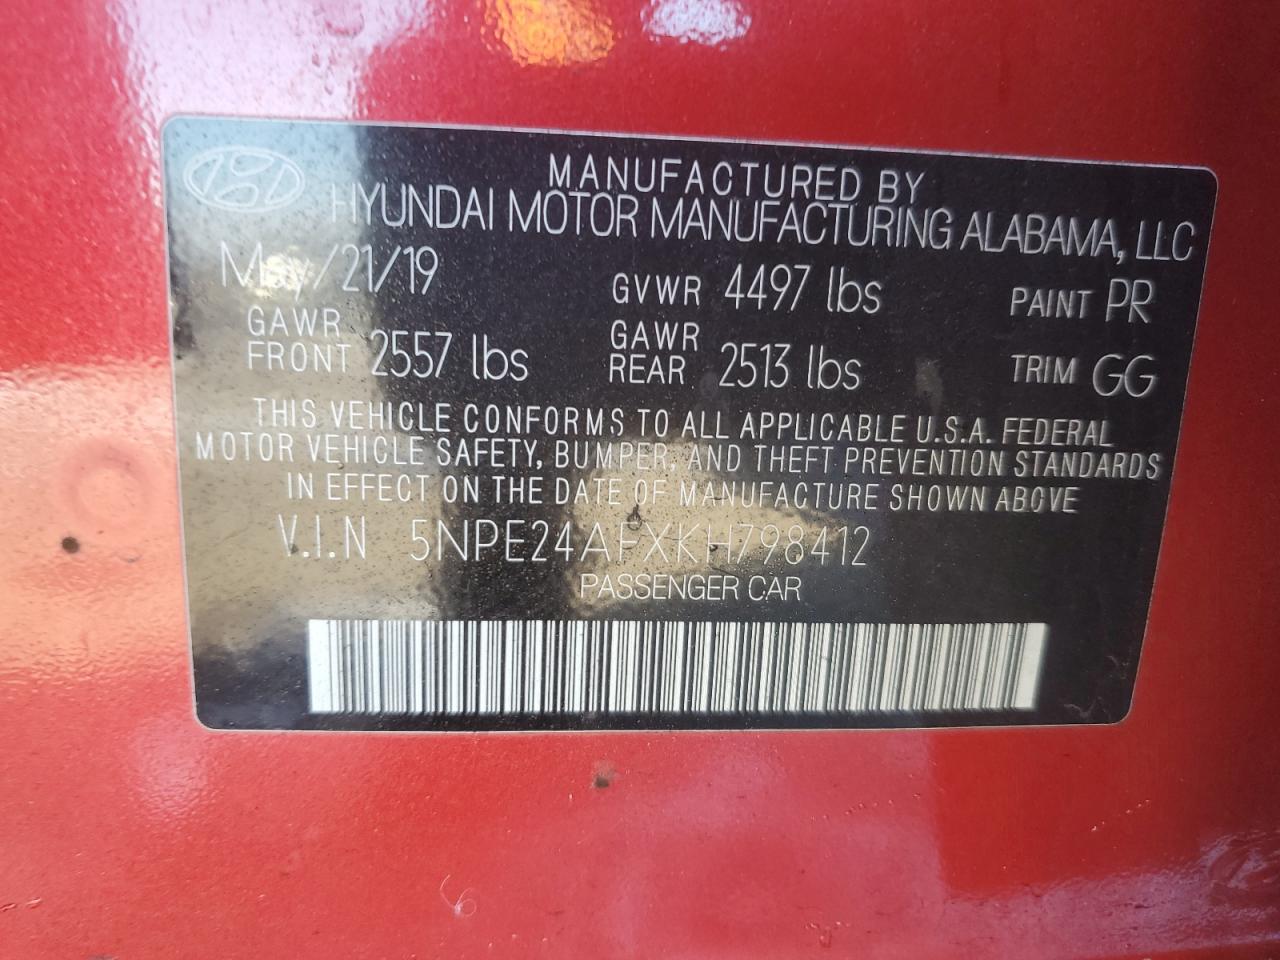 MANUFACTURED BY
HYUNDAI MOTOR MANUFACTURING ALABAMA, LLC
May/21/19 GVWR 4497 lbs PAINT PR
GAWR FRONT 2557 lbs GAWR REAR 2513 lbs TRIM GG
THIS VEHICLE CONFORMS TO ALL APPLICABLE U.S.A. FEDERAL
MOTOR VEHICLE SAFETY, BUMPER, AND THEFT PREVENTION STANDARDS
IN EFFECT ON THE DATE OF MANUFACTURE SHOWN ABOVE
V.I.N 5NPE24AFXKH798412
PASSENGER CAR